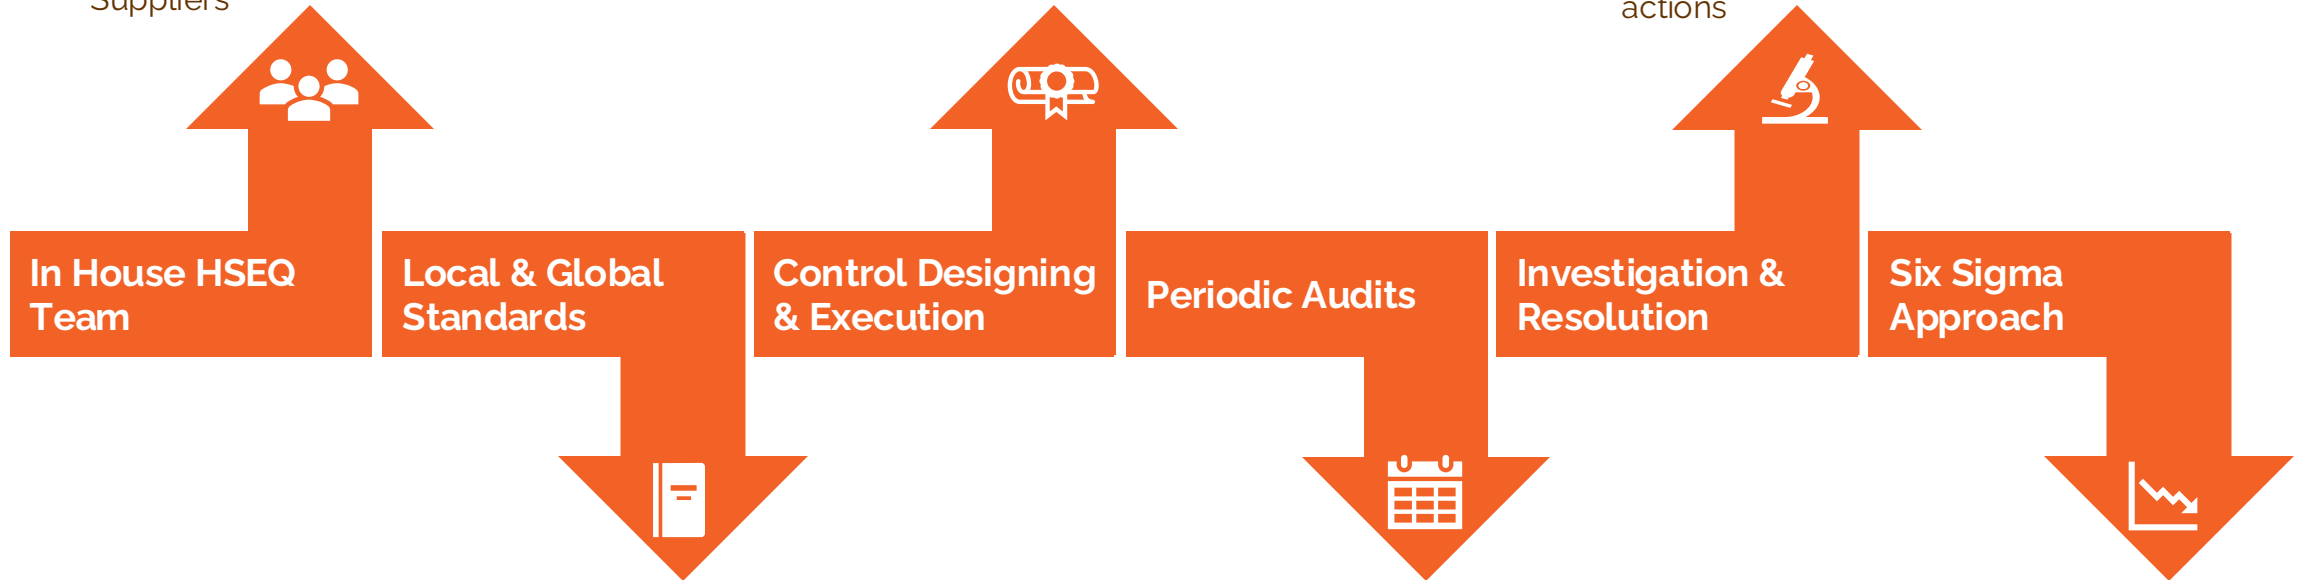 Suppliers
actions
In House HSEQ
Team
Local & Global
Standards
Control Designing
& Execution
Periodic Audits
Investigation &
Resolution
Six Sigma
Approach